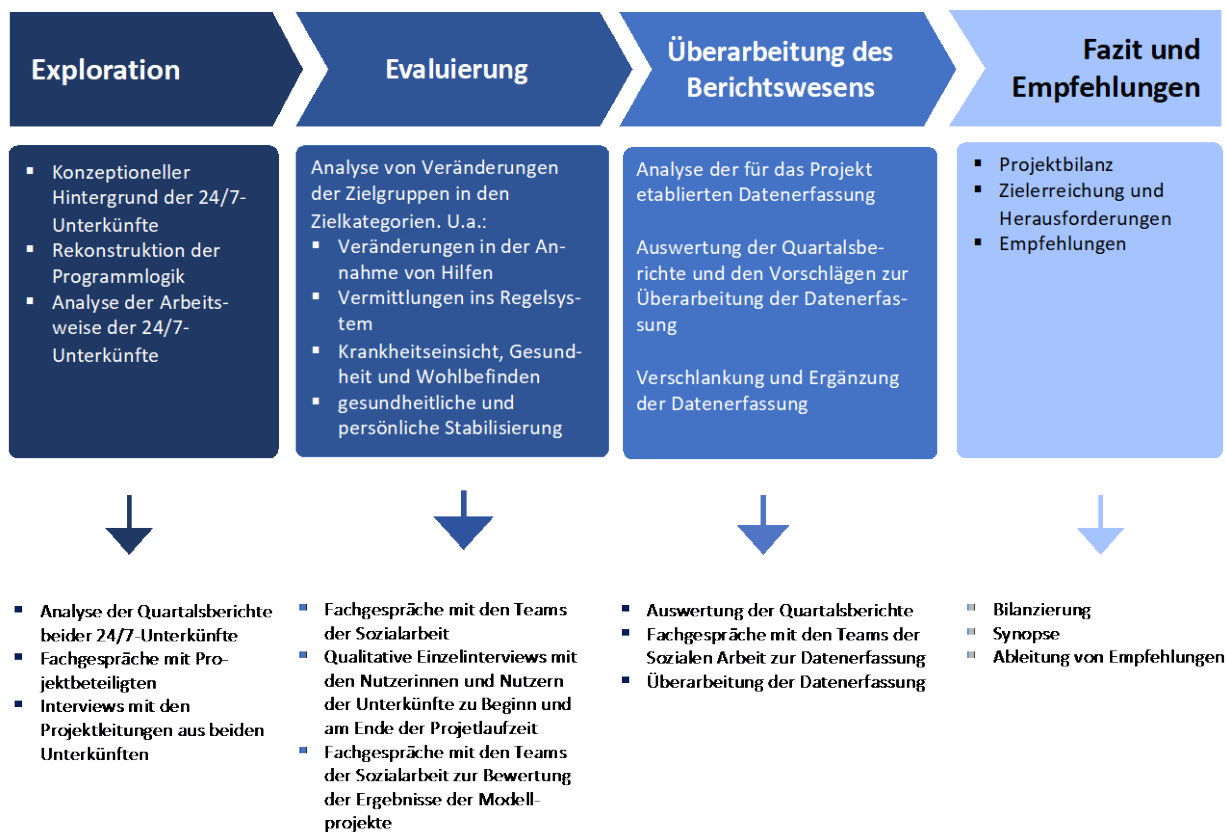 Exploration
Evaluierung
Überarbeitung des
Berichtswesens
Fazit und
Empfehlungen
▪ Konzeptioneller
Hintergrund der 24/7-
Unterkünfte
▪ Rekonstruktion der
Programmlogik
▪ Analyse der Arbeits-
weise der 24/7-
Unterkünfte
Analyse von Veränderungen
der Zielgruppen in den
Zielkategorien. U.a.:
▪ Veränderungen in der An-
nahme von Hilfen
▪ Vermittlungen ins Regelsys-
tem
▪ Krankheitseinsicht, Gesund-
heit und Wohlbefinden
▪ gesundheitliche und
persönliche Stabilisierung
Analyse der für das Projekt
etablierten Datenerfassung
Auswertung der Quartalsbe-
richte und den Vorschlägen zur
Überarbeitung der Datenerfas-
sung
Verschlankung und Ergänzung
der Datenerfassung
▪ Projektbilanz
▪ Zielerreichung und
Herausforderungen
▪ Empfehlungen
▪ Analyse der Quartalsberichte
beider 24/7-Unterkünfte
▪ Fachgespräche mit Pro-
jektbeteiligten
▪ Interviews mit den
Projektleitungen aus beiden
Unterkünften
▪ Fachgespräche mit den Teams
der Sozialarbeit
▪ Qualitative Einzelinterviews mit
den Nutzerinnen und Nutzern
der Unterkünfte zu Beginn und
am Ende der Projetlaufzeit
▪ Fachgespräche mit den Teams
der Sozialarbeit zur Bewertung
der Ergebnisse der Modell-
projekte
▪ Auswertung der Quartalsberichte
▪ Fachgespräche mit den Teams der
Sozialen Arbeit zur Datenerfassung
▪ Überarbeitung der Datenerfassung
▪ Bilanzierung
▪ Synopse
▪ Ableitung von Empfehlungen